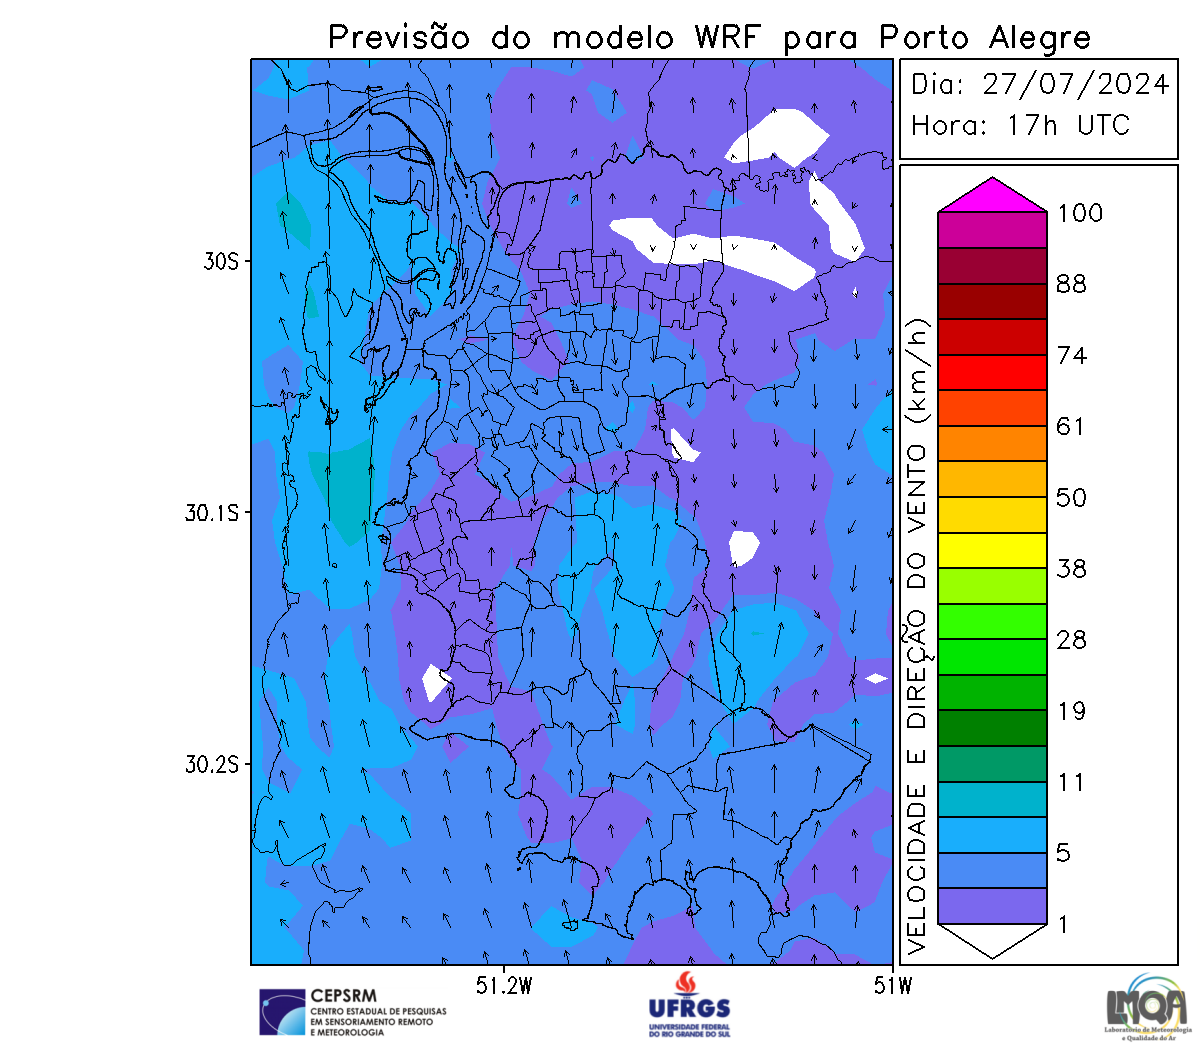 Previsão do modelo WRF para Porto Alegre
Dia: 27/07/2024
Hora: 17h UTC
30S
30.1S
30.2S
51.2W
51W
VELOCIDADE E DIREÇÃO DO VENTO (km/h)
100
88
74
61
50
38
28
19
11
5
1
CEPSRM
CENTRO ESTADUAL DE PESQUISAS
EM SENSORIAMENTO REMOTO
E METEOROLOGIA
UFRGS
UNIVERSIDADE FEDERAL
DO RIO GRANDE DO SUL
LMQA
Laboratório de Meteorologia
e Qualidade do Ar